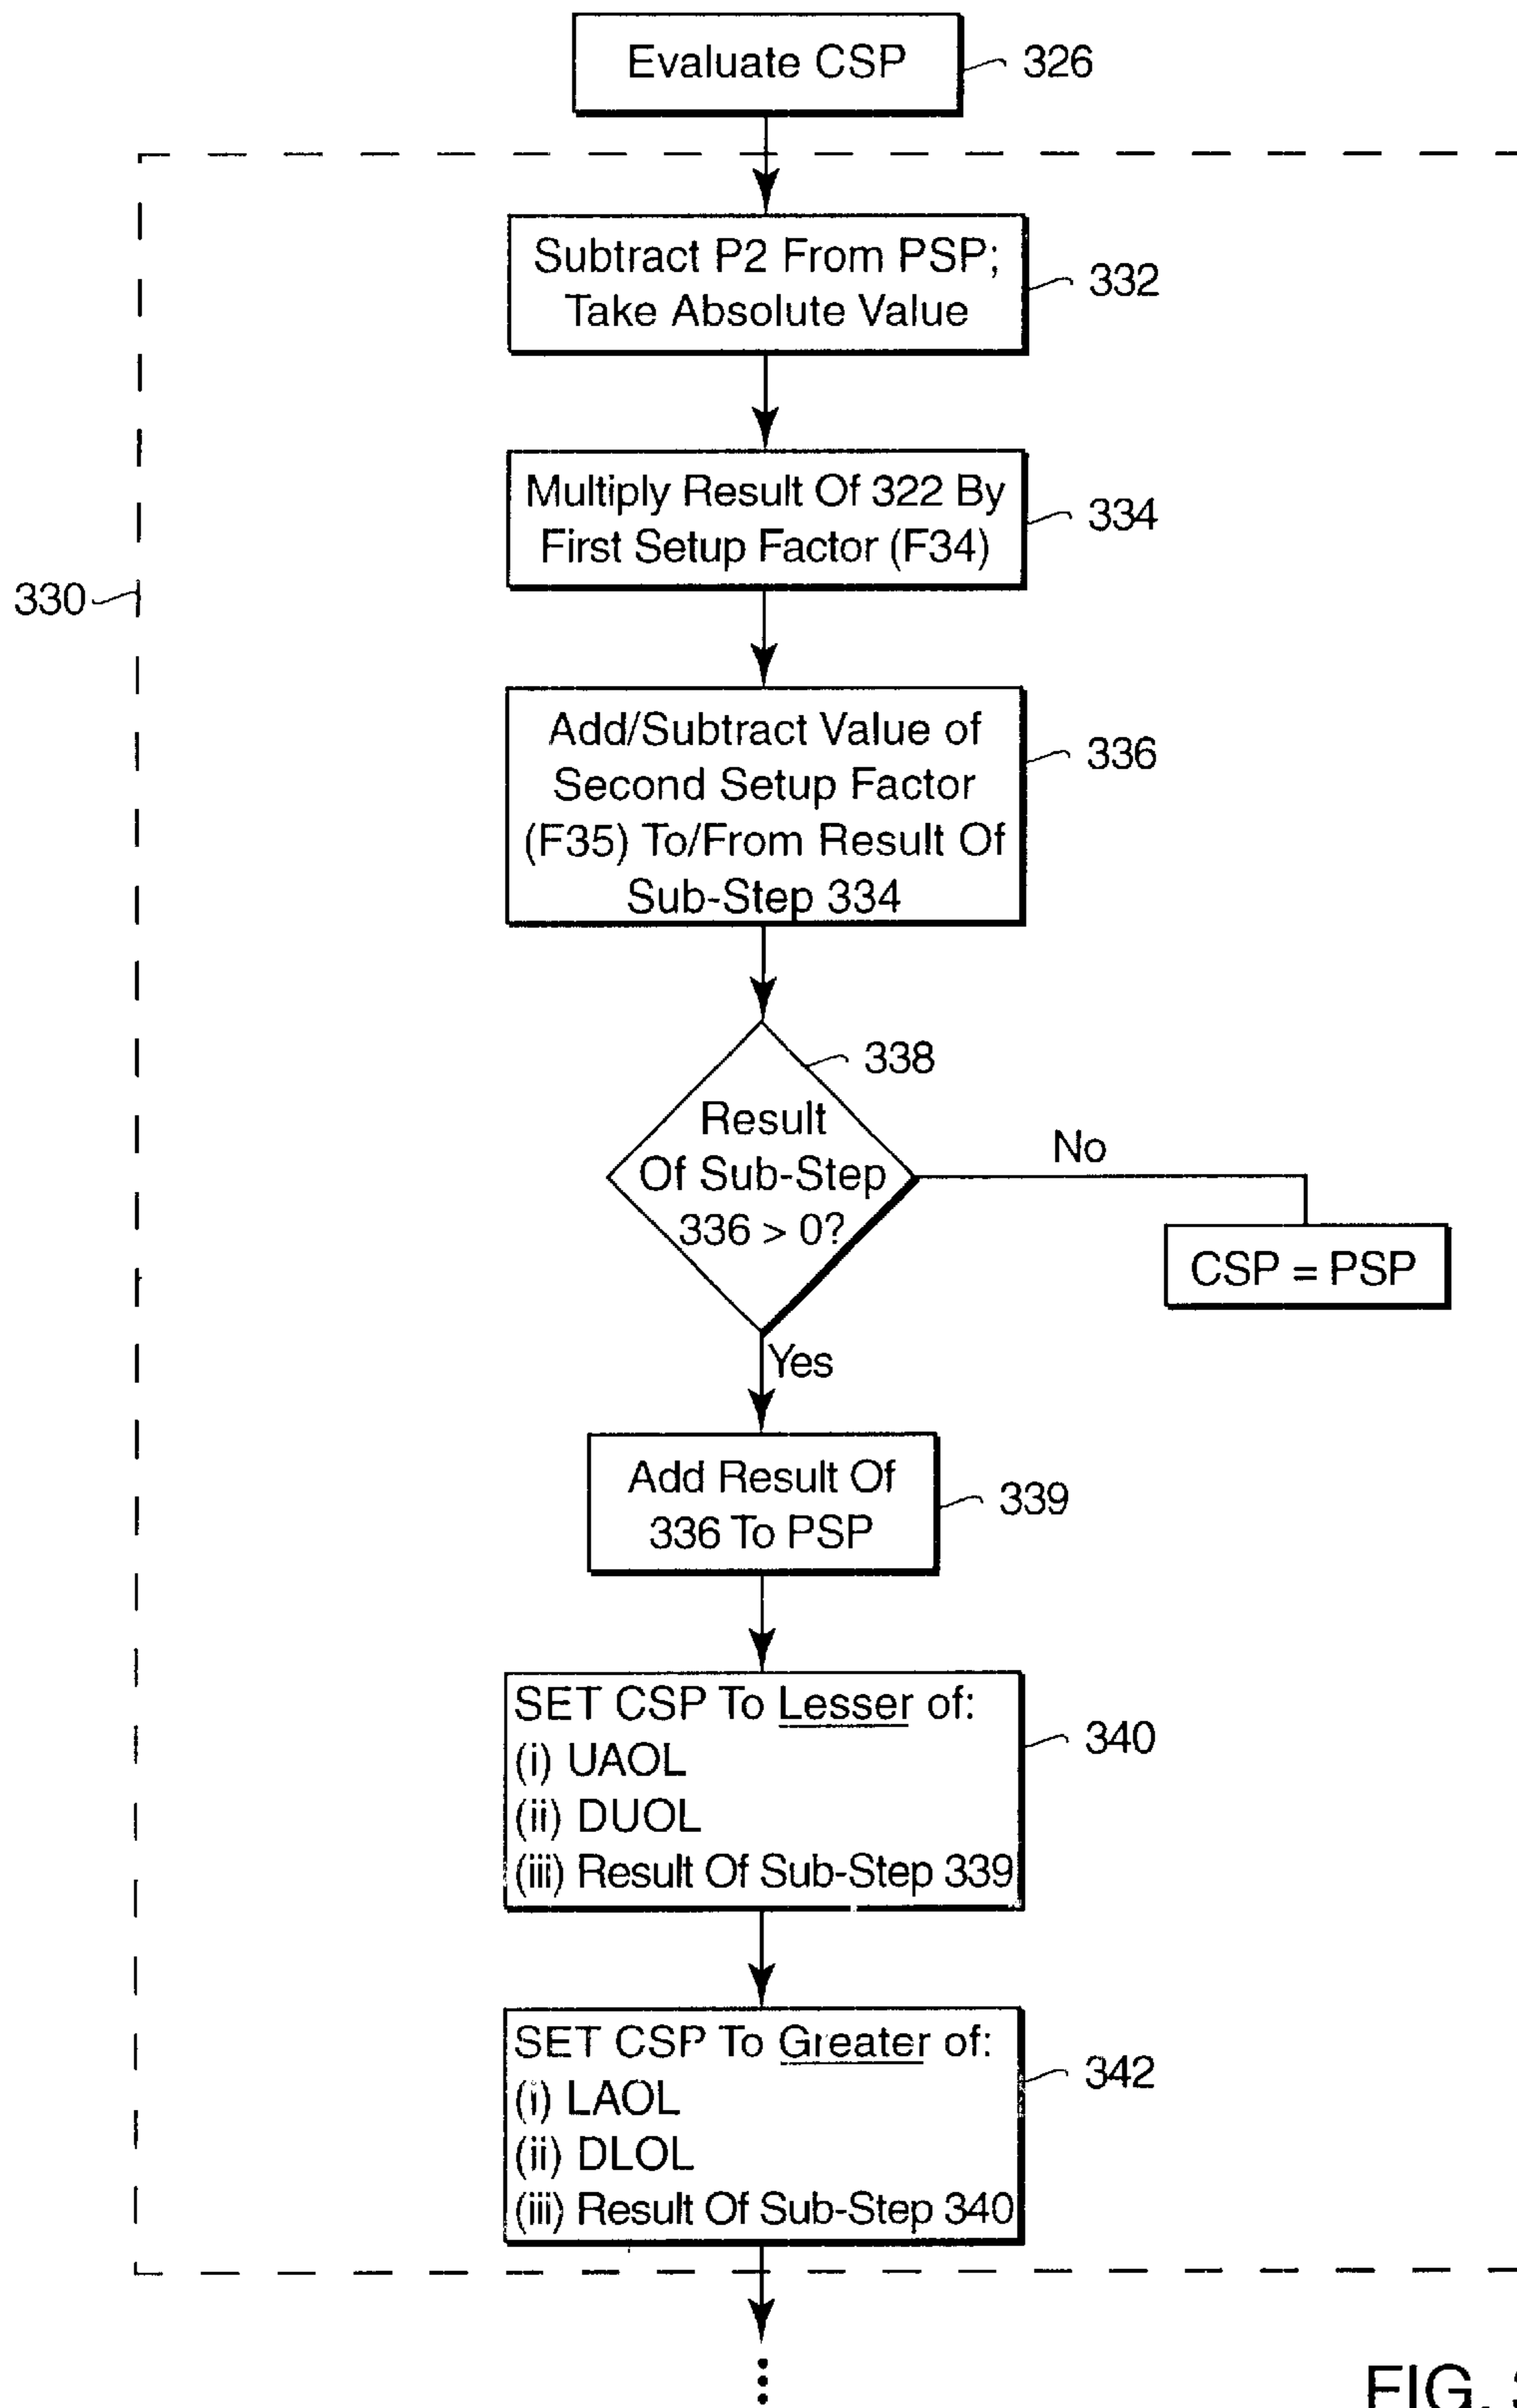 Evaluate CSP
326
Subtract P2 From PSP;
Take Absolute Value
332
Multiply Result Of 322 By
First Setup Factor (F34)
334
330
Add/Subtract Value of
Second Setup Factor
(F35) To/From Result Of
Sub-Step 334
336
338
Result
Of Sub-Step
336 > 0?
No
CSP = PSP
Yes
Add Result Of
336 To PSP
339
SET CSP To Lesser of:
(i) UAOL
(ii) DUOL
(iii) Result Of Sub-Step 339
340
SET CSP To Greater of:
(i) LAOL
(ii) DLOL
(iii) Result Of Sub-Step 340
342
FIG.